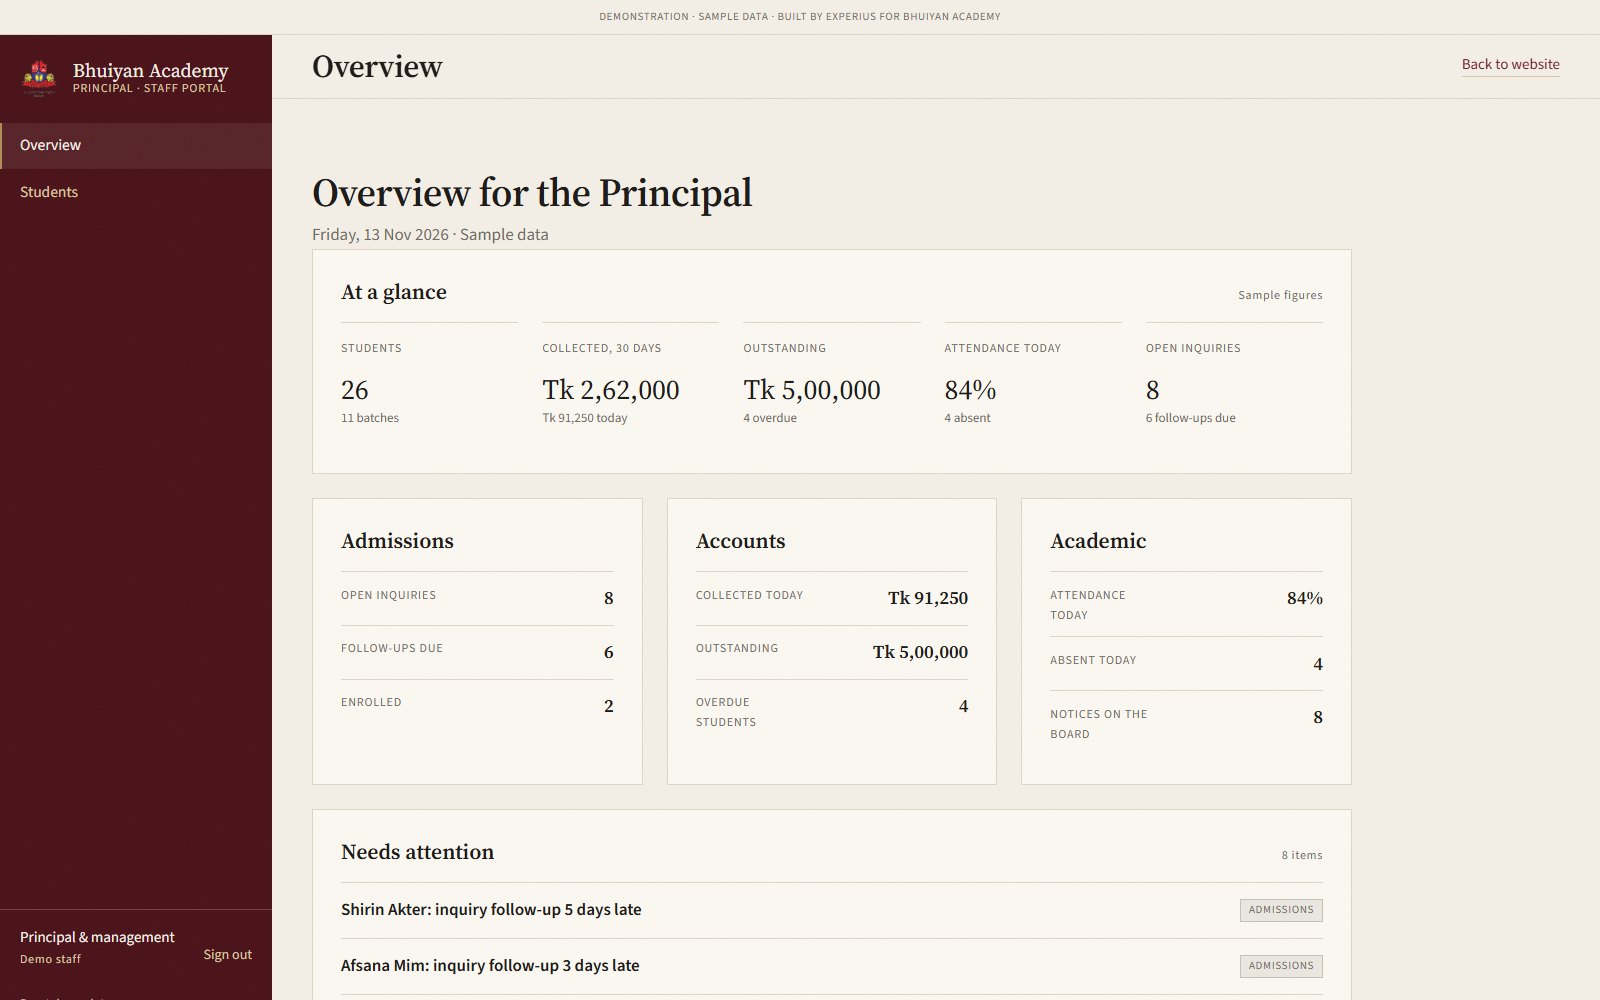 DEMONSTRATION · SAMPLE DATA · BUILT BY EXPERIUS FOR BHUIYAN ACADEMY
Bhuiyan Academy
PRINCIPAL · STAFF PORTAL
Overview
Students
Principal & management
Demo staff
Sign out
Overview
Back to website
Overview for the Principal
Friday, 13 Nov 2026 · Sample data
At a glance
Sample figures
STUDENTS
26
11 batches
COLLECTED, 30 DAYS
Tk 2,62,000
Tk 91,250 today
OUTSTANDING
Tk 5,00,000
4 overdue
ATTENDANCE TODAY
84%
4 absent
OPEN INQUIRIES
8
6 follow-ups due
Admissions
OPEN INQUIRIES 8
FOLLOW-UPS DUE 6
ENROLLED 2
Accounts
COLLECTED TODAY Tk 91,250
OUTSTANDING Tk 5,00,000
OVERDUE
STUDENTS 4
Academic
ATTENDANCE
TODAY 84%
ABSENT TODAY 4
NOTICES ON THE
BOARD 8
Needs attention
8 items
Shirin Akter: inquiry follow-up 5 days late
ADMISSIONS
Afsana Mim: inquiry follow-up 3 days late
ADMISSIONS